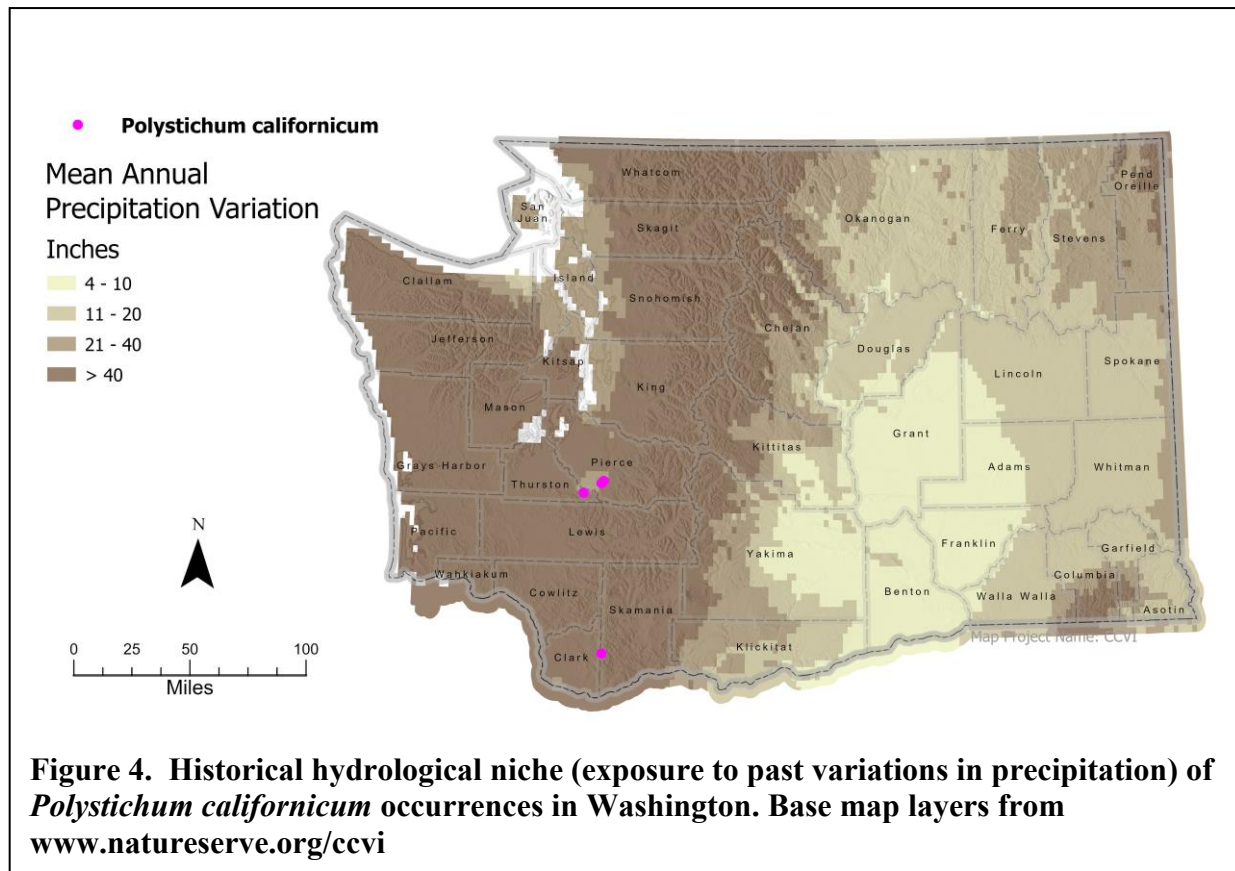 Polystichum californicum
Mean Annual
Precipitation Variation
Inches
4 - 10
11 - 20
21 - 40
> 40
Whatcom
Pend
Oreille
San
Juan
Okanogan
Ferry
Stevens
Skagit
Island
Clallam
Snohomish
Chelan
Jefferson
Douglas
Spokane
Kitsap
Lincoln
King
Mason
Grant
Kittitas
Grays Harbor
Pierce
Adams
Whitman
Thurston
N
Pacific
Lewis
Franklin
Garfield
Yakima
Wahkiakum
Columbia
Cowlitz
Benton
Walla Walla
Asotin
Skamania
Map Project Name: CCVI
Klickitat
Clark
0 25 50 100
Miles
Figure 4. Historical hydrological niche (exposure to past variations in precipitation) of
Polystichum californicum occurrences in Washington. Base map layers from
www.natureserve.org/ccvi